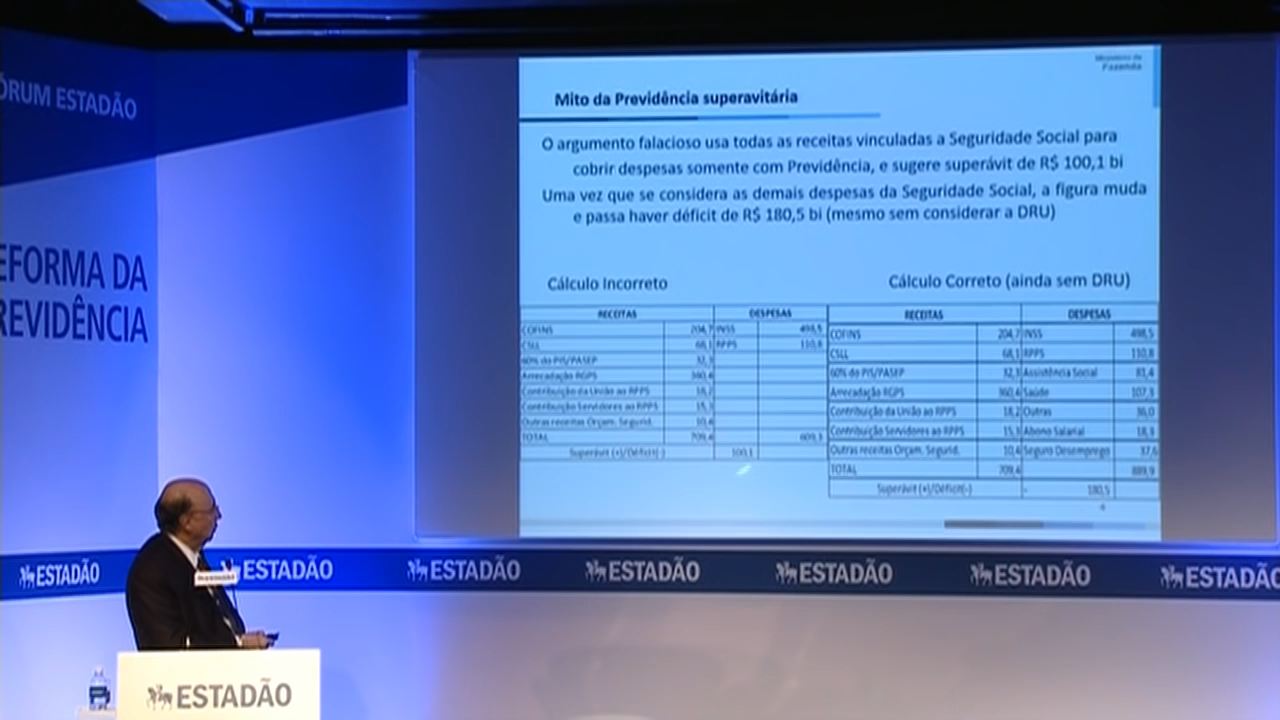 ÓRUM ESTADÃO
EFORMA DA
REVIDÊNCIA
Ministério da
Fazenda
Mito da Previdência superavitária
O argumento falacioso usa todas as receitas vinculadas a Seguridade Social para
cobrir despesas somente com Previdência, e sugere superávit de R$ 100,1 bi
Uma vez que se considera as demais despesas da Seguridade Social, a figura muda
e passa haver déficit de R$ 180,5 bi (mesmo sem considerar a DRU)
Cálculo Incorreto
RECEITAS DESPESAS
COFINS 204,7 INSS 498,5
CSLL 68,1 RPPS 110,8
60% do PIS/PASEP 32,3
Arrecadação RGPS 360,4
Contribuição da União ao RPPS 18,2
Contribuição Servidores ao RPPS 15,3
Outras receitas Orçam. Segurid. 10,4
TOTAL 709,4 609,3
Superávit (+)/Déficit(-) 100,1
Cálculo Correto (ainda sem DRU)
RECEITAS DESPESAS
COFINS 204,7 INSS 498,5
CSLL 68,1 RPPS 110,8
60% do PIS/PASEP 32,3 Assistência Social 81,4
Arrecadação RGPS 360,4 Saúde 107,3
Contribuição da União ao RPPS 18,2 Outras 36,0
Contribuição Servidores ao RPPS 15,3 Abono Salarial 18,3
Outras receitas Orçam. Segurid. 10,4 Seguro Desemprego 37,6
TOTAL 709,4 889,9
Superávit (+)/Déficit(-) - 180,5
ESTADÃO ESTADÃO ESTADÃO ESTADÃO ESTADÃO ESTADÃO ESTADÃO
ESTADÃO